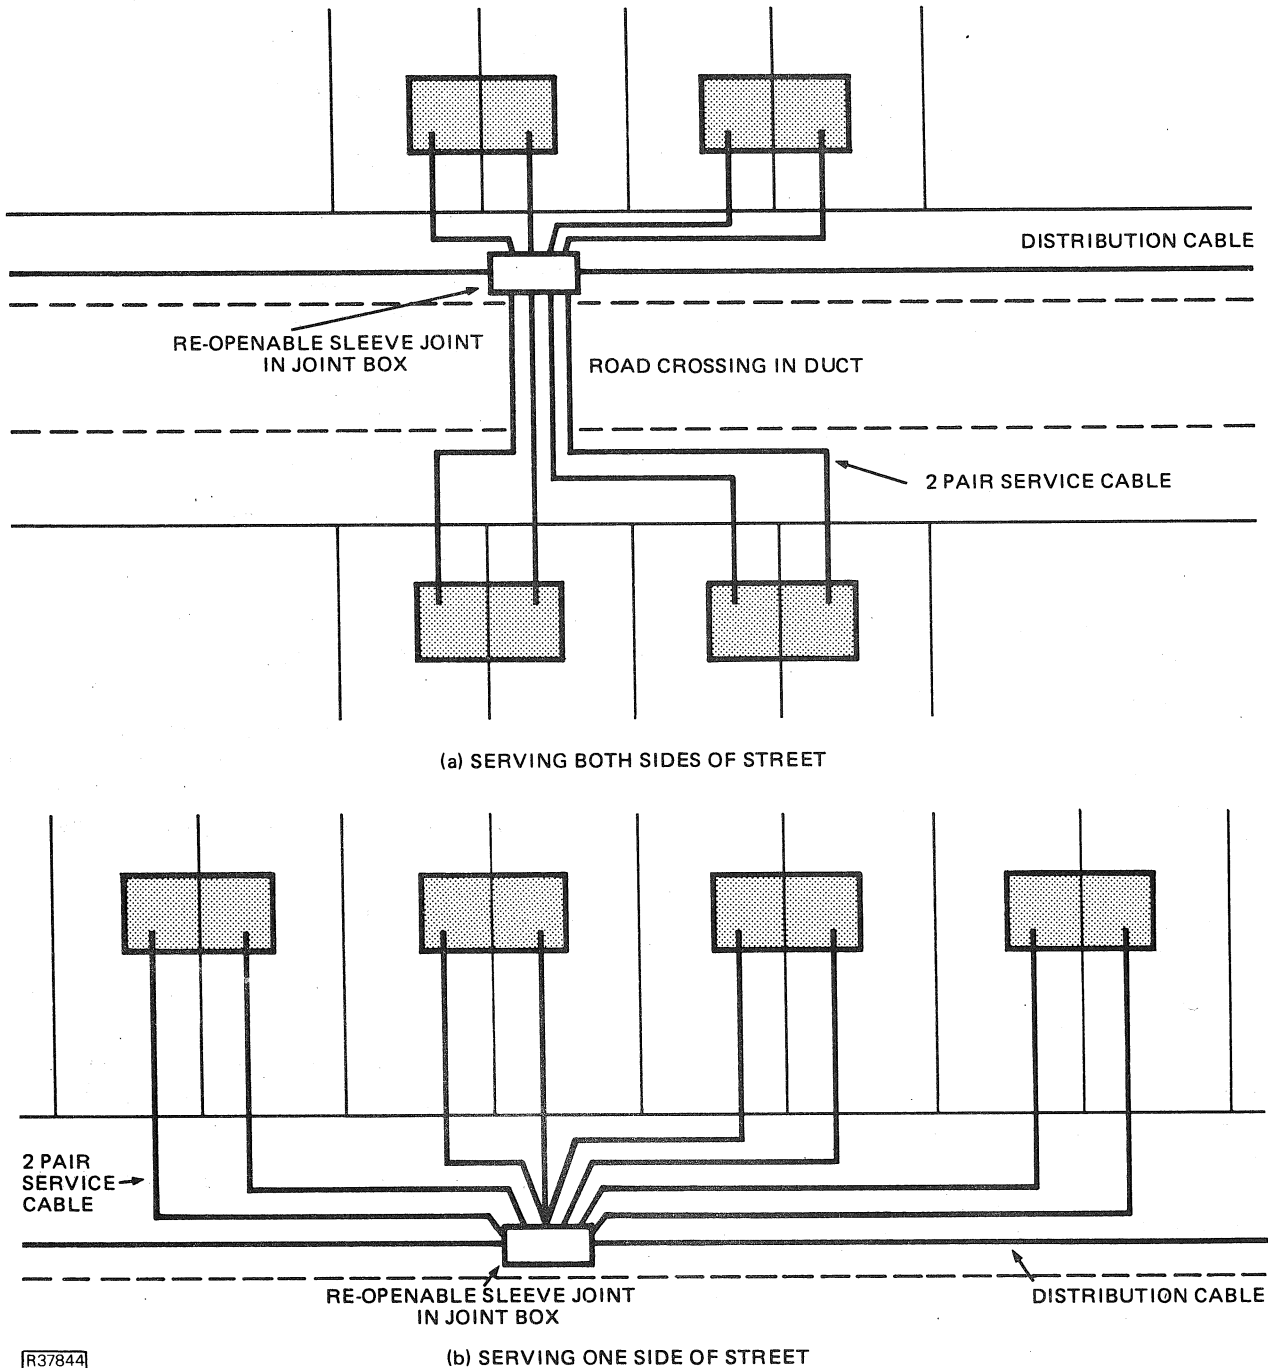 DISTRIBUTION CABLE
RE-OPENABLE SLEEVE JOINT
IN JOINT BOX
ROAD CROSSING IN DUCT
2 PAIR SERVICE CABLE
(a) SERVING BOTH SIDES OF STREET
2 PAIR
SERVICE
CABLE
RE-OPENABLE SLEEVE JOINT
IN JOINT BOX
DISTRIBUTION CABLE
R37844
(b) SERVING ONE SIDE OF STREET